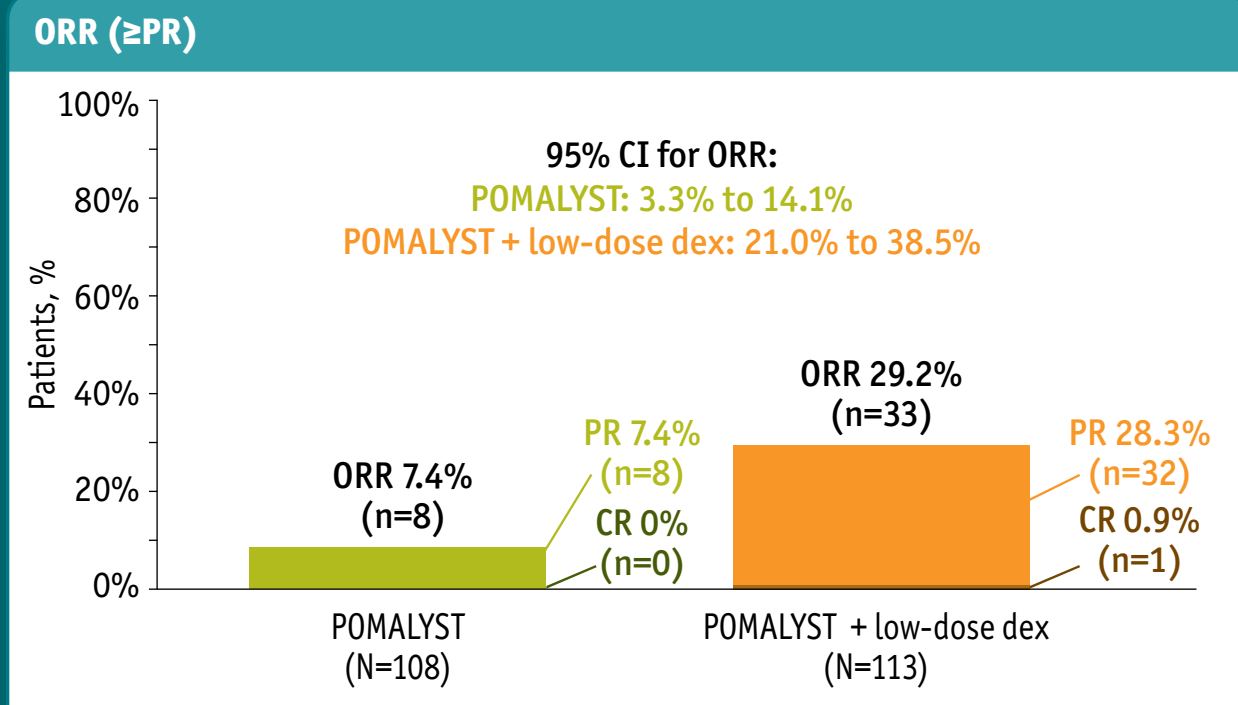 ORR (≥PR)
100%
80%
60%
40%
20%
0%
Patients, %
95% CI for ORR:
POMALYST: 3.3% to 14.1%
POMALYST + low-dose dex: 21.0% to 38.5%
ORR 7.4%
(n=8)
PR 7.4%
(n=8)
CR 0%
(n=0)
ORR 29.2%
(n=33)
PR 28.3%
(n=32)
CR 0.9%
(n=1)
POMALYST
(N=108)
POMALYST + low-dose dex
(N=113)